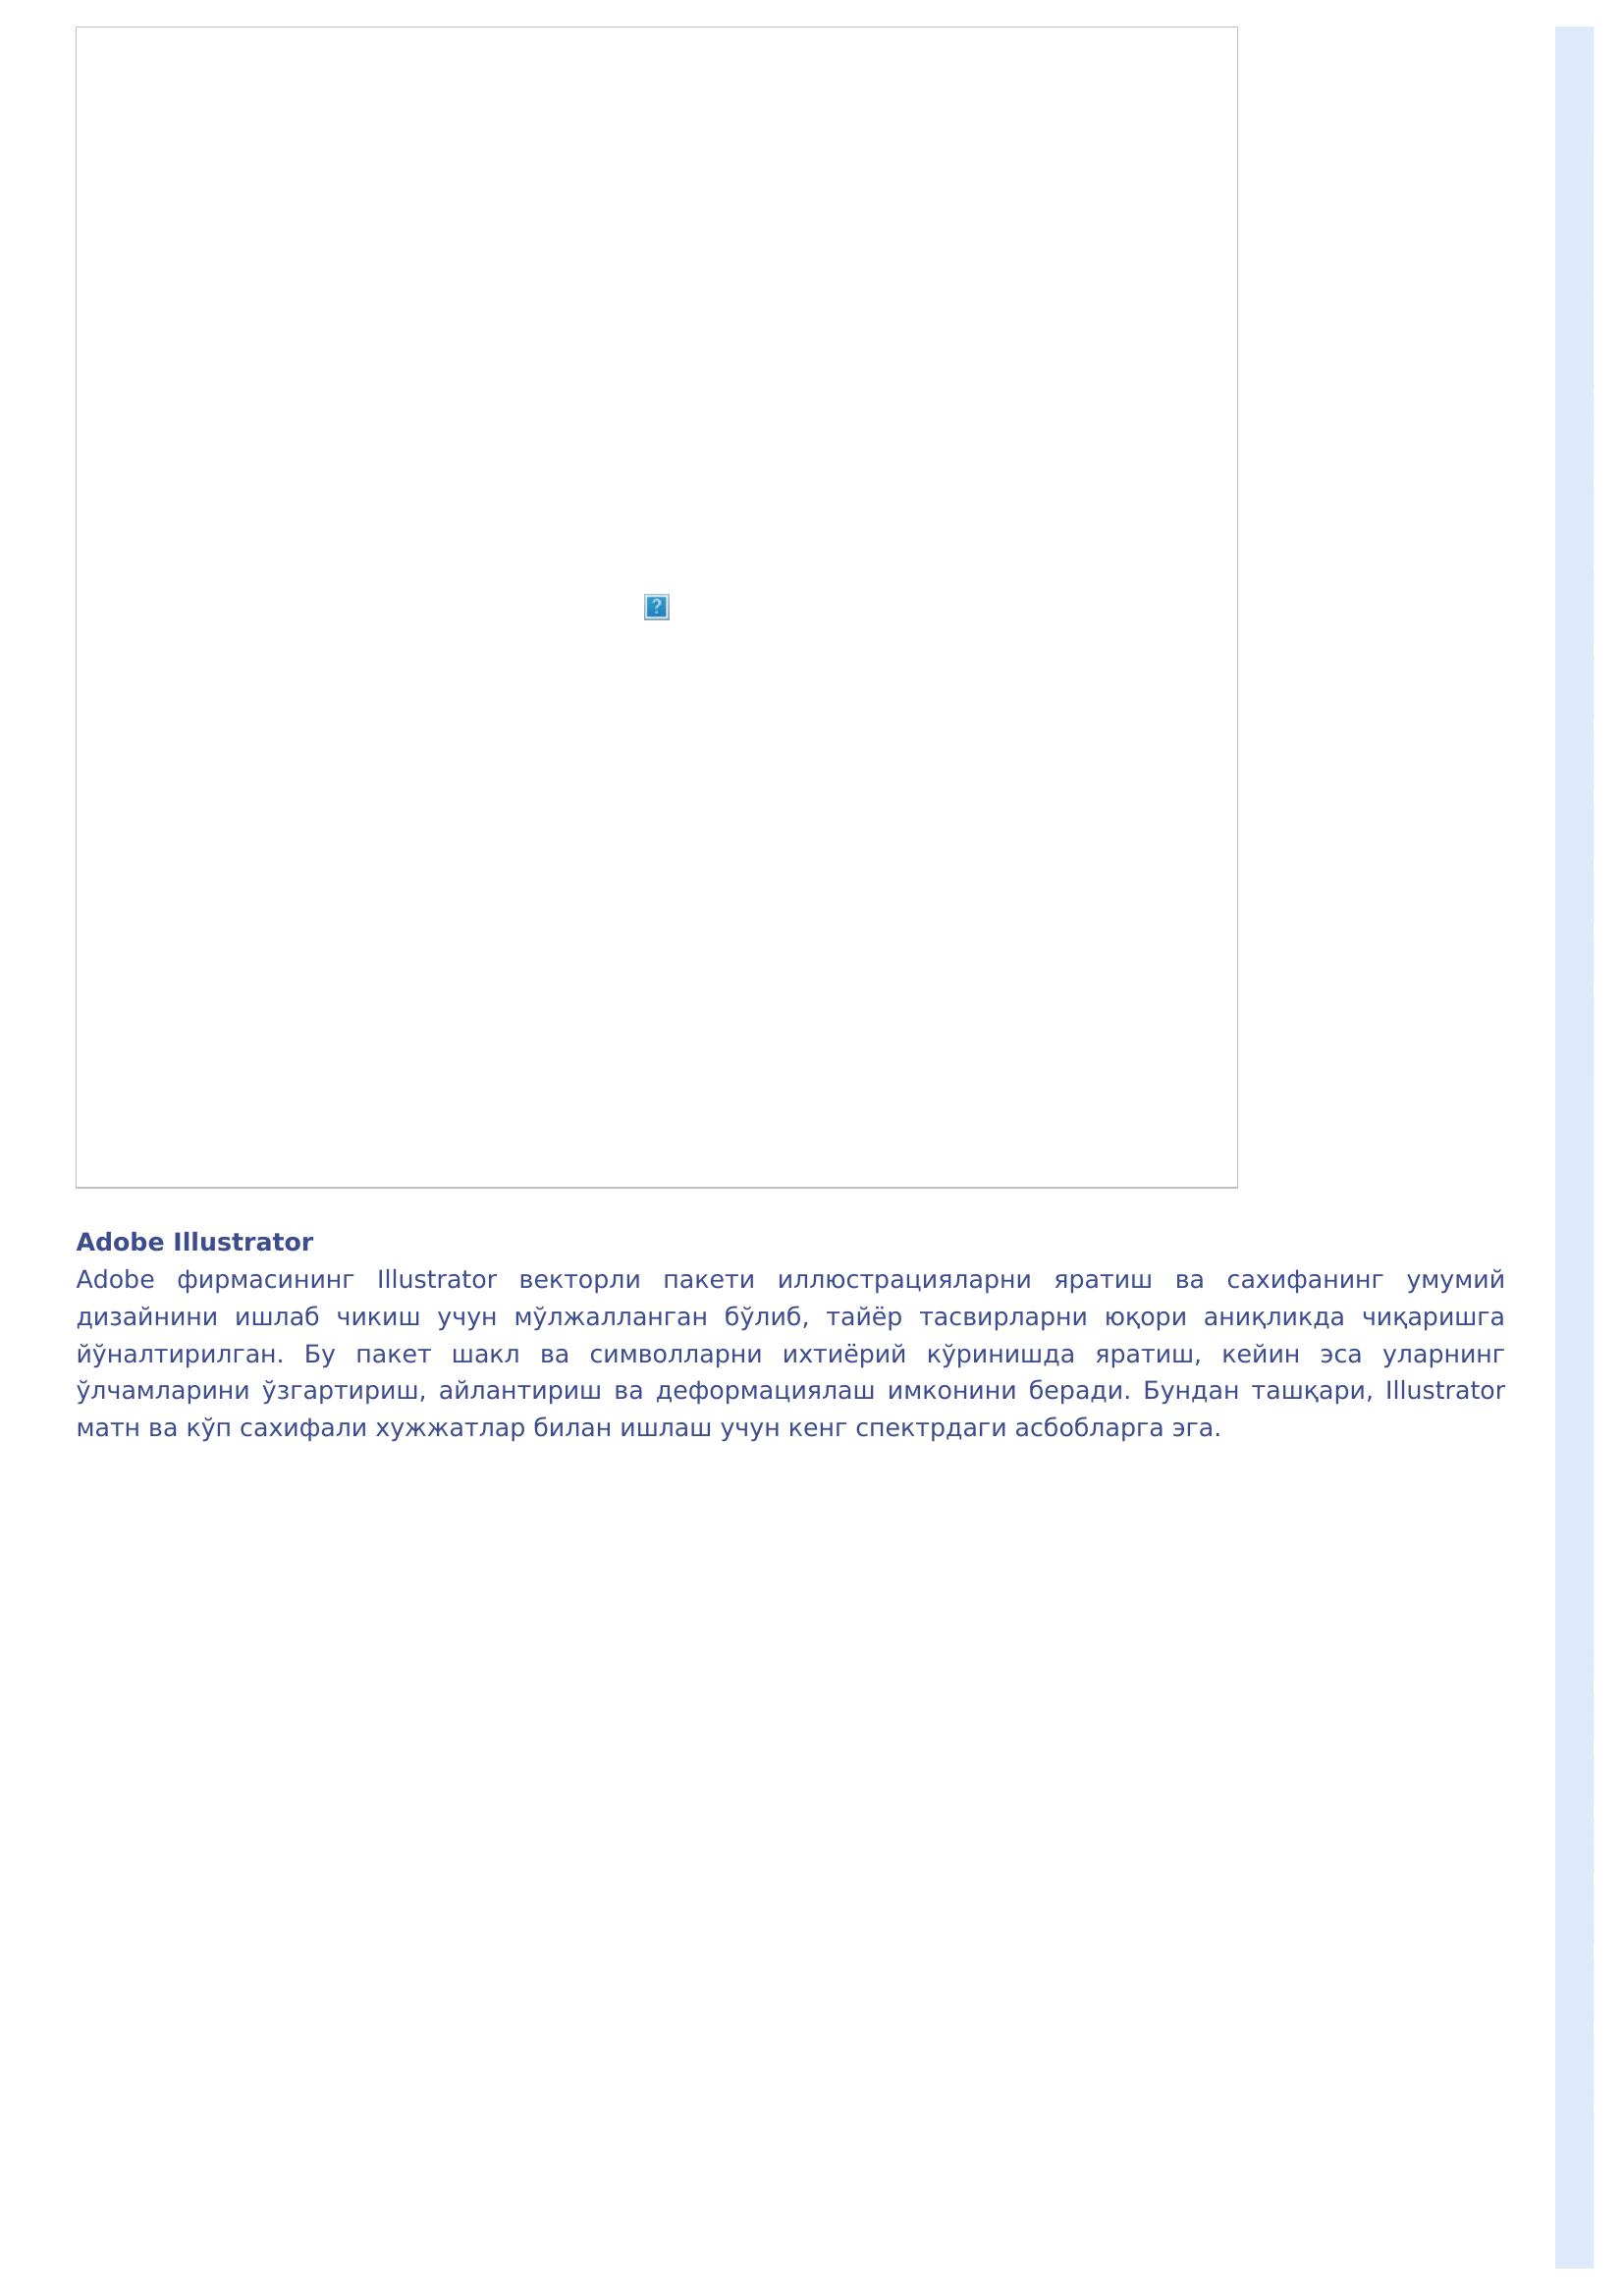 Adobe Illustrator
Adobe фирмасининг Illustrator векторли пакети иллюстрацияларни яратиш ва сахифанинг умумий
дизайнини ишлаб чикиш учун мўлжалланган бўлиб, тайёр тасвирларни юқори аниқликда чиқаришга
йўналтирилган. Бу пакет шакл ва символларни ихтиёрий кўринишда яратиш, кейин эса уларнинг
ўлчамларини ўзгартириш, айлантириш ва деформациялаш имконини беради. Бундан ташқари, Illustrator
матн ва кўп сахифали хужжатлар билан ишлаш учун кенг спектрдаги асбобларга эга.